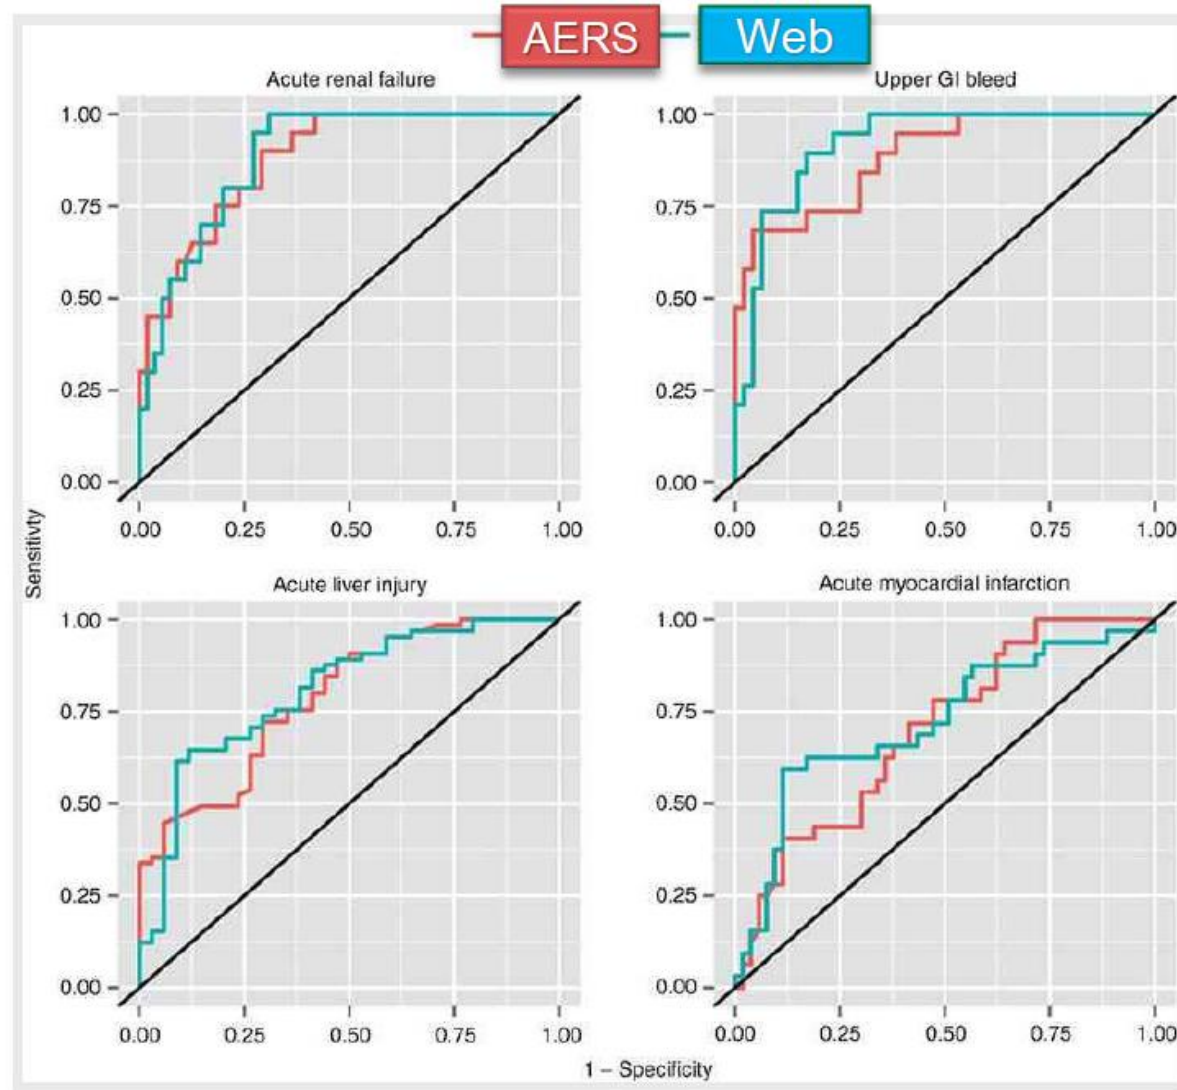 AERS Web
Acute renal failure
1.00
0.75
0.50
0.25
0.00
0.00 0.25 0.50 0.75 1.00
Upper GI bleed
1.00
0.75
0.50
0.25
0.00
0.00 0.25 0.50 0.75 1.00
Sensitivty
Acute liver injury
1.00
0.75
0.50
0.25
0.00
0.00 0.25 0.50 0.75 1.00
Acute myocardial infarction
1.00
0.75
0.50
0.25
0.00
0.00 0.25 0.50 0.75 1.00
1 – Specificity